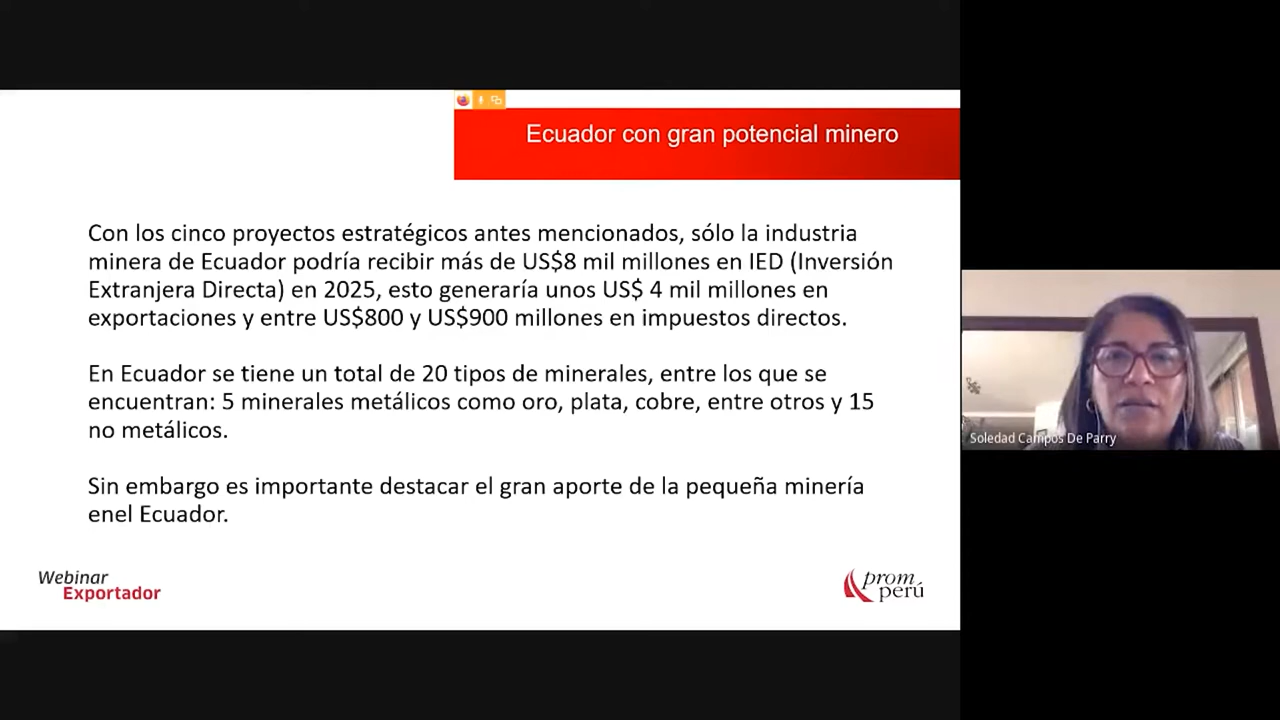 Ecuador con gran potencial minero
Con los cinco proyectos estratégicos antes mencionados, sólo la industria
minera de Ecuador podría recibir más de US$8 mil millones en IED (Inversión
Extranjera Directa) en 2025, esto generaría unos US$ 4 mil millones en
exportaciones y entre US$800 y US$900 millones en impuestos directos.
En Ecuador se tiene un total de 20 tipos de minerales, entre los que se
encuentran: 5 minerales metálicos como oro, plata, cobre, entre otros y 15
no metálicos.
Sin embargo es importante destacar el gran aporte de la pequeña minería
enel Ecuador.
Webinar
Exportador
prom
perú
Soledad Campos De Parry